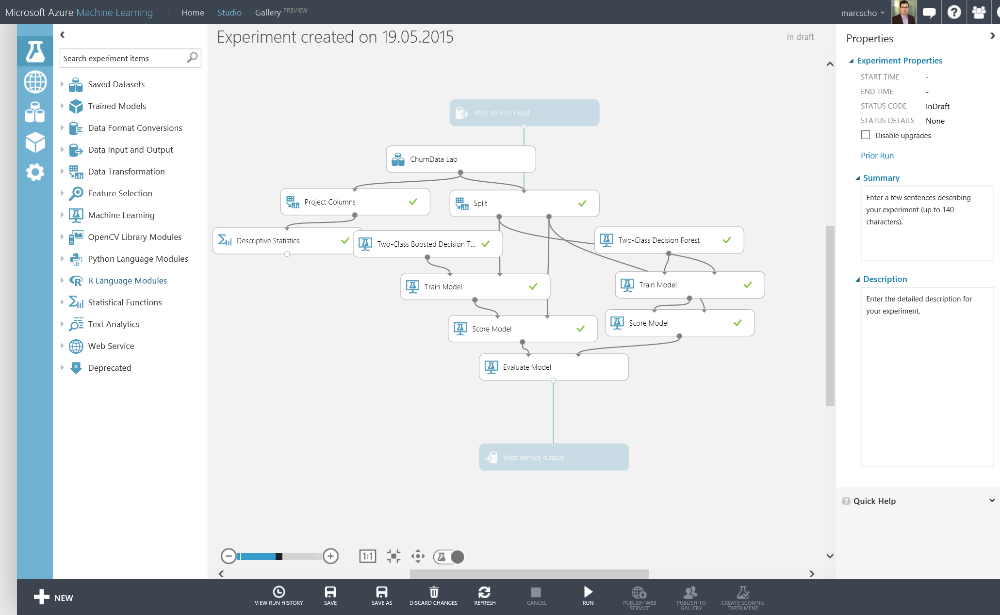 Microsoft Azure Machine Learning
Home
Studio
Gallery PREVIEW
marcscho
Search experiment items
Saved Datasets
Trained Models
Data Format Conversions
Data Input and Output
Data Transformation
Feature Selection
Machine Learning
OpenCV Library Modules
Python Language Modules
R Language Modules
Statistical Functions
Text Analytics
Web Service
Deprecated
Experiment created on 19.05.2015
In draft
Web service input
ChurnData Lab
Project Columns
Split
Descriptive Statistics
Two-Class Boosted Decision T...
Two-Class Decision Forest
Train Model
Train Model
Score Model
Score Model
Evaluate Model
Web service output
1:1
Properties
Experiment Properties
START TIME -
END TIME -
STATUS CODE InDraft
STATUS DETAILS None
Disable upgrades
Prior Run
Summary
Enter a few sentences describing
your experiment (up to 140
characters).
Description
Enter the detailed description for
your experiment.
Quick Help
NEW
VIEW RUN HISTORY
SAVE
SAVE AS
DISCARD CHANGES
REFRESH
CANCEL
RUN
PUBLISH WEB
SERVICE
PUBLISH TO
GALLERY
CREATE SCORING
EXPERIMENT